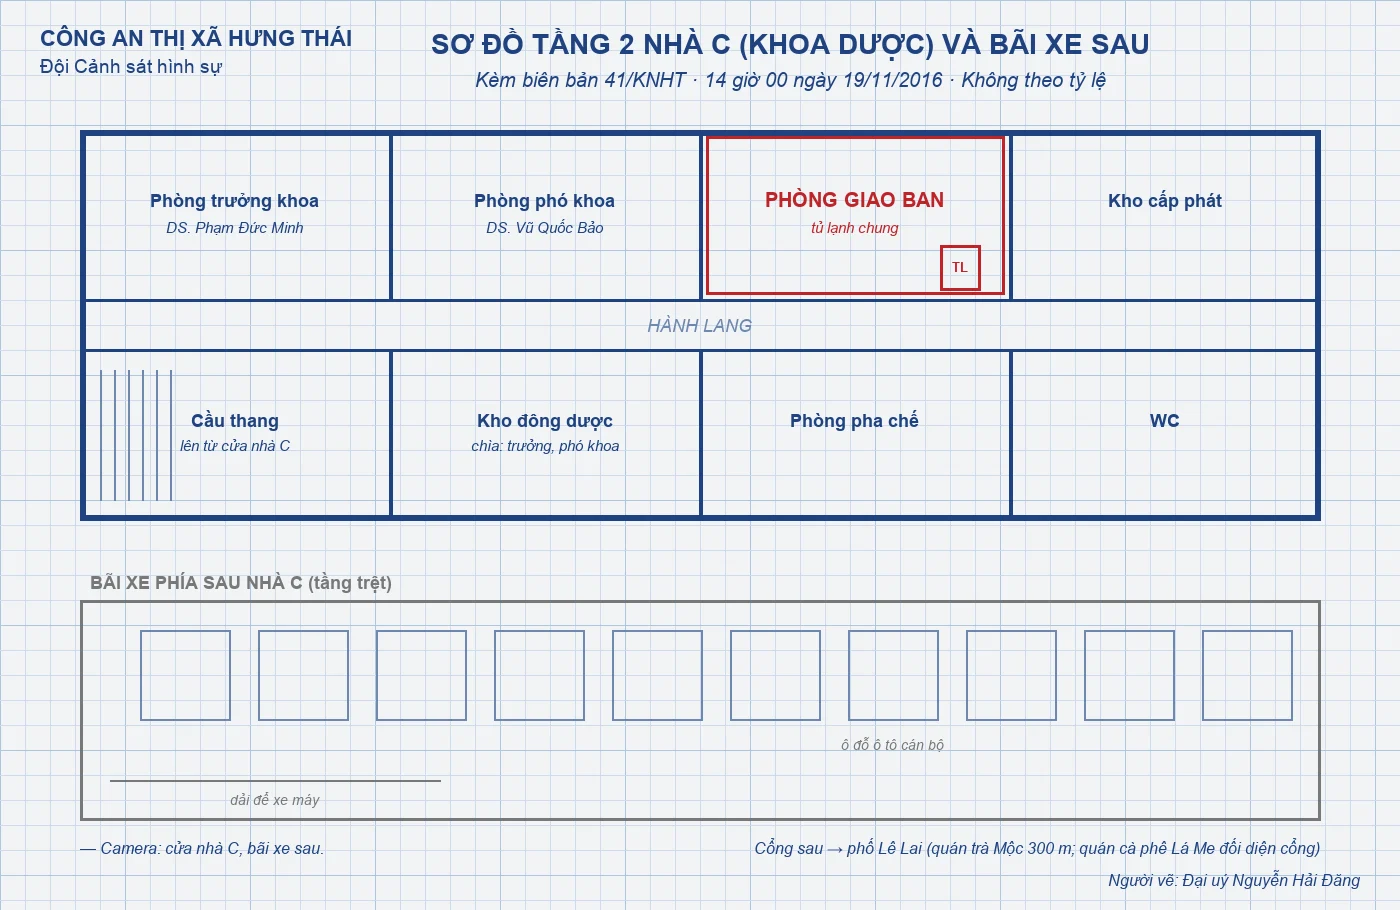 CÔNG AN THỊ XÃ HƯNG THÁI
Đội Cảnh sát hình sự
SƠ ĐỒ TẦNG 2 NHÀ C (KHOA DƯỢC) VÀ BÃI XE SAU
Kèm biên bản 41/KNHT · 14 giờ 00 ngày 19/11/2016 · Không theo tỷ lệ
Phòng trưởng khoa
DS. Phạm Đức Minh
Phòng phó khoa
DS. Vũ Quốc Bảo
PHÒNG GIAO BAN
tủ lạnh chung
TL
Kho cấp phát
HÀNH LANG
Cầu thang
lên từ cửa nhà C
Kho đông dược
chìa: trưởng, phó khoa
Phòng pha chế
WC
BÃI XE PHÍA SAU NHÀ C (tầng trệt)
ô đỗ ô tô cán bộ
dải để xe máy
— Camera: cửa nhà C, bãi xe sau.
Cổng sau → phố Lê Lai (quán trà Mộc 300 m; quán cà phê Lá Me đối diện cổng)
Người vẽ: Đại uý Nguyễn Hải Đăng